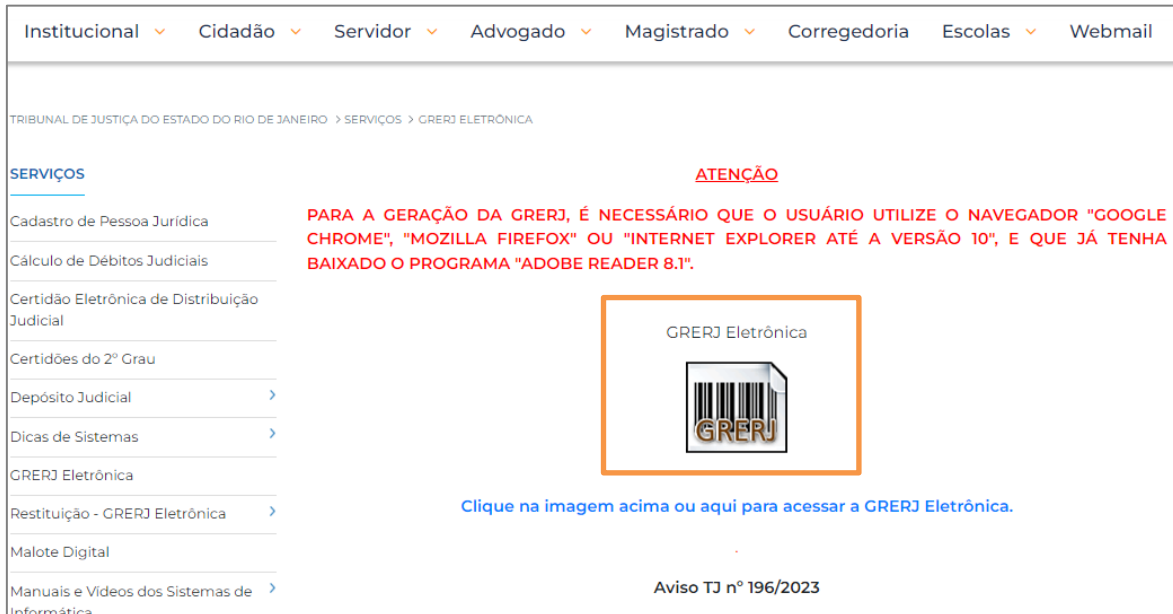 Institucional Cidadão Servidor Advogado Magistrado Corregedoria Escolas Webmail
TRIBUNAL DE JUSTIÇA DO ESTADO DO RIO DE JANEIRO > SERVIÇOS > GRERJ ELETRÔNICA
SERVIÇOS
Cadastro de Pessoa Jurídica
Cálculo de Débitos Judiciais
Certidão Eletrônica de Distribuição
Judicial
Certidões do 2º Grau
Depósito Judicial
Dicas de Sistemas
GRERJ Eletrônica
Restituição - GRERJ Eletrônica
Malote Digital
Manuais e Vídeos dos Sistemas de
Informática
ATENÇÃO
PARA A GERAÇÃO DA GRERJ, É NECESSÁRIO QUE O USUÁRIO UTILIZE O NAVEGADOR "GOOGLE
CHROME", "MOZILLA FIREFOX" OU "INTERNET EXPLORER ATÉ A VERSÃO 10", E QUE JÁ TENHA
BAIXADO O PROGRAMA "ADOBE READER 8.1".
GRERJ Eletrônica
GRERJ
Clique na imagem acima ou aqui para acessar a GRERJ Eletrônica.
.
Aviso TJ nº 196/2023